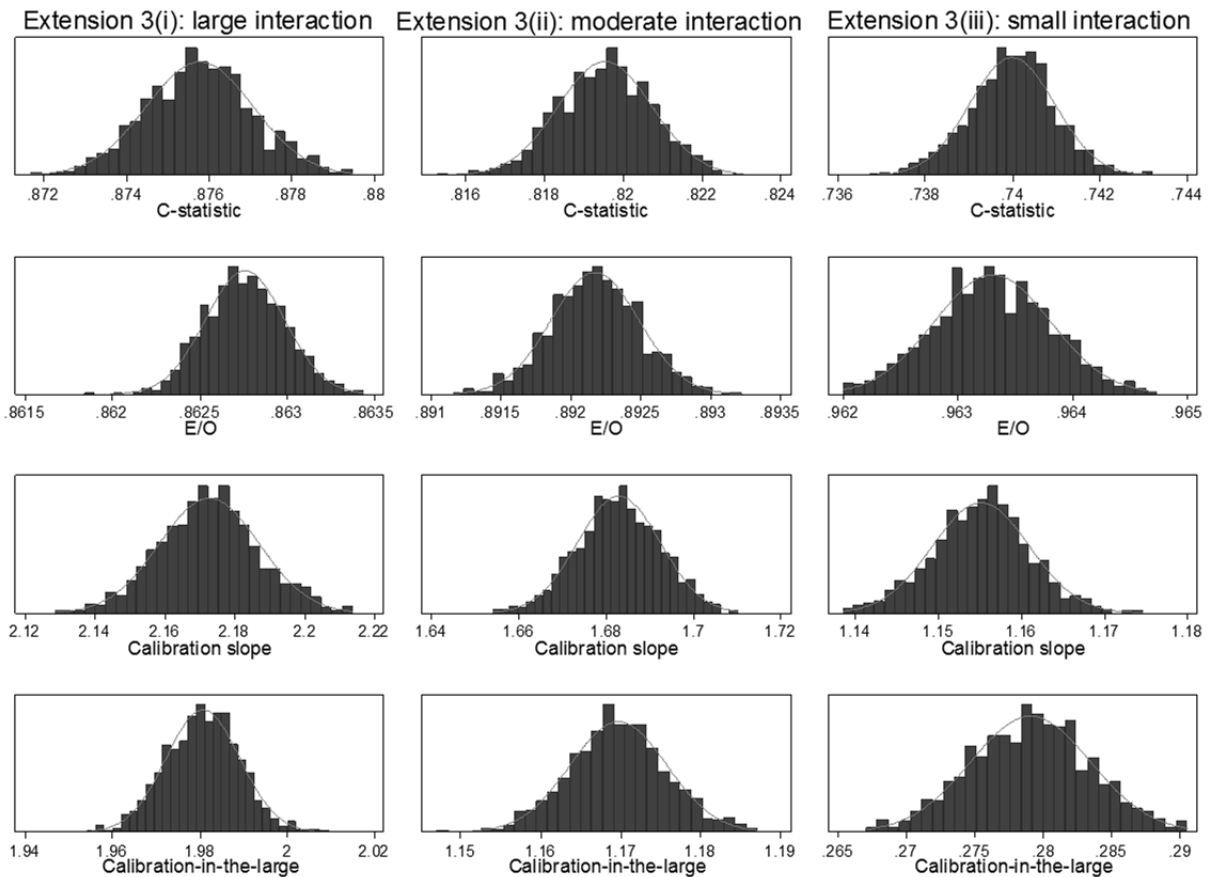 Extension 3(i): large interaction Extension 3(ii): moderate interaction Extension 3(iii): small interaction
.872 .874 .876 .878 .88 .816 .818 .82 .822 .824 .736 .738 .74 .742 .744
C-statistic C-statistic C-statistic
.8615 .862 .8625 .863 .8635 .891 .8915 .892 .8925 .893 .8935 .962 .963 .964 .965
E/O E/O E/O
2.12 2.14 2.16 2.18 2.2 2.22 1.64 1.66 1.68 1.7 1.72 1.14 1.15 1.16 1.17 1.18
Calibration slope Calibration slope Calibration slope
1.94 1.96 1.98 2 2.02 1.15 1.16 1.17 1.18 1.19 .265 .27 .275 .28 .285 .29
Calibration-in-the-large Calibration-in-the-large Calibration-in-the-large